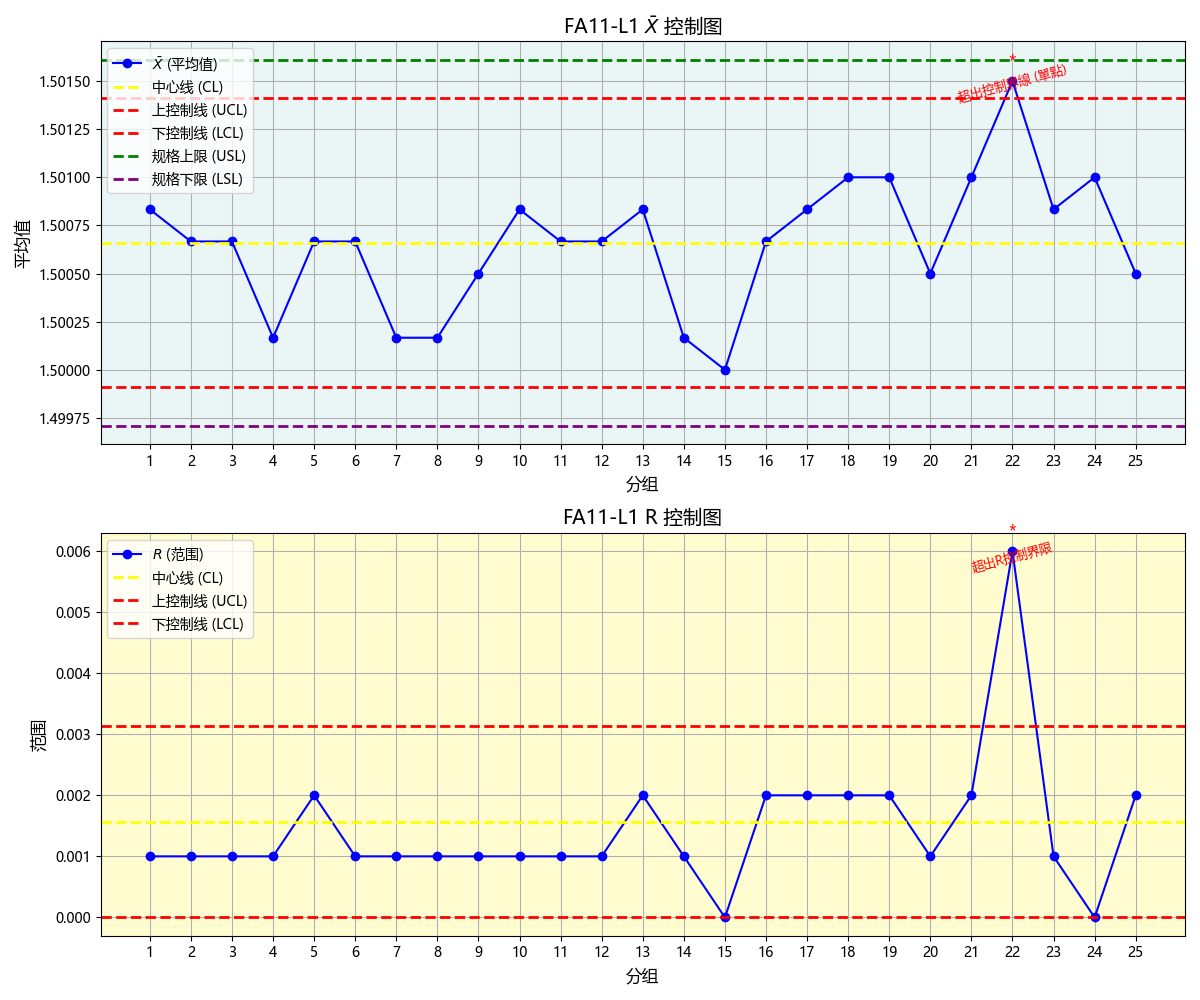 FA11-L1 X̄ 控制图
X̄ (平均值)
中心线 (CL)
上控制线 (UCL)
下控制线 (LCL)
规格上限 (USL)
规格下限 (LSL)
*
超出控制界線 (單點)
平均值
1.50150
1.50125
1.50100
1.50075
1.50050
1.50025
1.50000
1.49975
1 2 3 4 5 6 7 8 9 10 11 12 13 14 15 16 17 18 19 20 21 22 23 24 25
分组
FA11-L1 R 控制图
R (范围)
中心线 (CL)
上控制线 (UCL)
下控制线 (LCL)
*
超出R控制界限
范围
0.006
0.005
0.004
0.003
0.002
0.001
0.000
1 2 3 4 5 6 7 8 9 10 11 12 13 14 15 16 17 18 19 20 21 22 23 24 25
分组